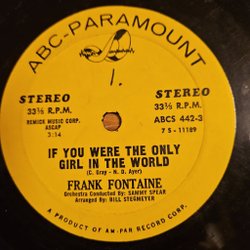 ABC-PARAMOUNT
1.
STEREO STEREO
33⅓ R.P.M. 33⅓ R.P.M.
REMICK MUSIC CORP. ABCS 442-3
ASCAP 7 S - 11189
3:14
IF YOU WERE THE ONLY
GIRL IN THE WORLD
(C. Gray - N. D. Ayer)
FRANK FONTAINE
Orchestra Conducted By: SAMMY SPEAR
Arranged By: BILL STEGMEYER
A PRODUCT OF AM-PAR RECORD CORP.